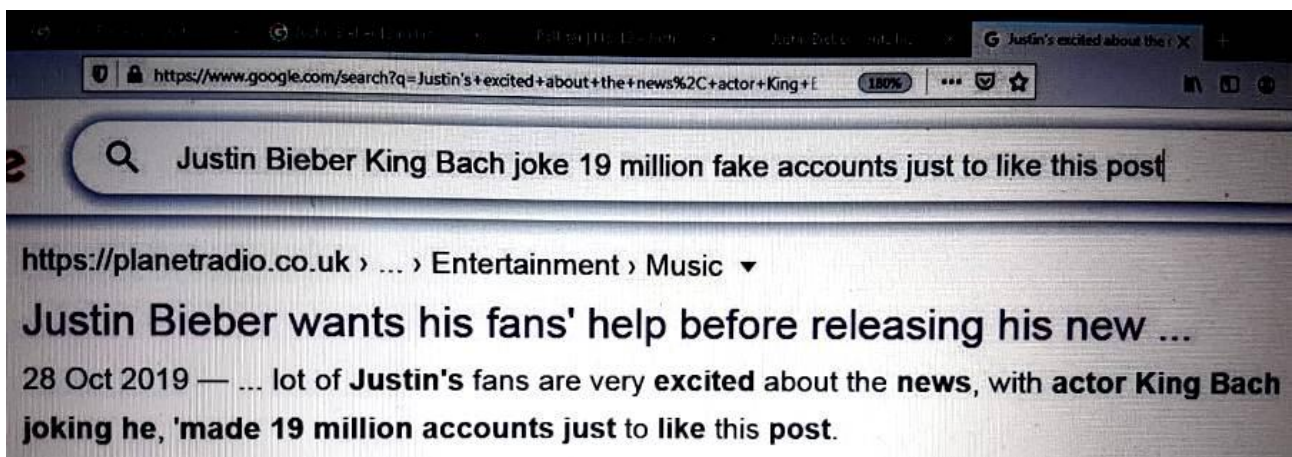 Justin's excited about the r
https://www.google.com/search?q=Justin's+excited+about+the+news%2C+actor+King+E
180%
Justin Bieber King Bach joke 19 million fake accounts just to like this post
https://planetradio.co.uk › ... › Entertainment › Music
Justin Bieber wants his fans' help before releasing his new ...
28 Oct 2019 — ... lot of Justin's fans are very excited about the news, with actor King Bach
joking he, 'made 19 million accounts just to like this post.